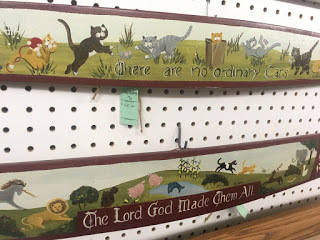 There are no ordinary Cats
The Lord God Made Them All